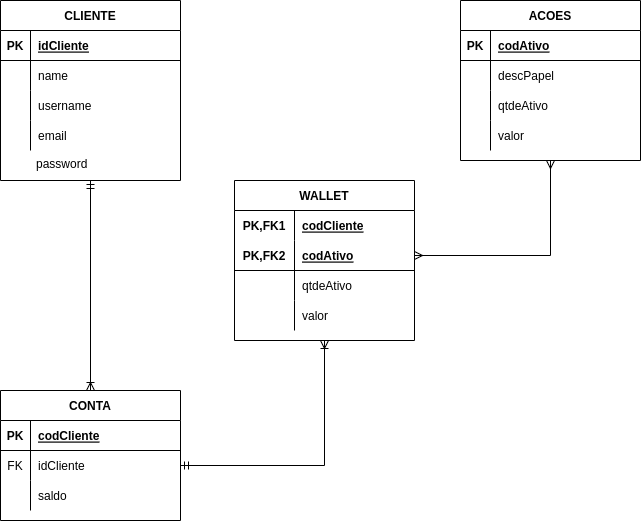 CLIENTE
PK idCliente
name
username
email
password
ACOES
PK codAtivo
descPapel
qtdeAtivo
valor
WALLET
PK,FK1 codCliente
PK,FK2 codAtivo
qtdeAtivo
valor
CONTA
PK codCliente
FK idCliente
saldo